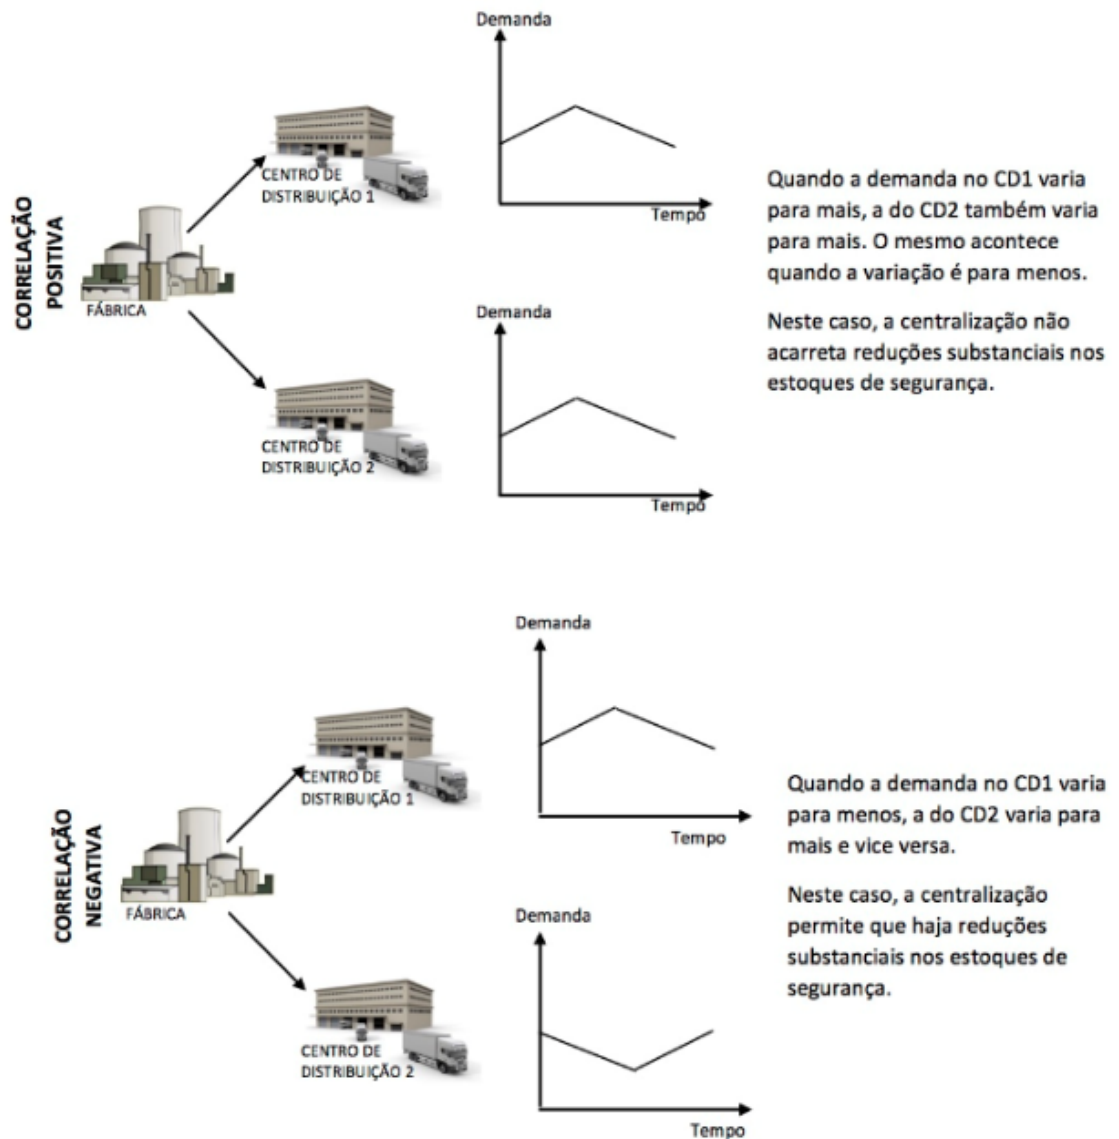 CORRELAÇÃO
POSITIVA
FÁBRICA
CENTRO DE
DISTRIBUIÇÃO 1
Demanda
Tempo
CENTRO DE
DISTRIBUIÇÃO 2
Demanda
Tempo
Quando a demanda no CD1 varia
para mais, a do CD2 também varia
para mais. O mesmo acontece
quando a variação é para menos.
Neste caso, a centralização não
acarreta reduções substanciais nos
estoques de segurança.
CORRELAÇÃO
NEGATIVA
FÁBRICA
CENTRO DE
DISTRIBUIÇÃO 1
Demanda
Tempo
CENTRO DE
DISTRIBUIÇÃO 2
Demanda
Tempo
Quando a demanda no CD1 varia
para menos, a do CD2 varia para
mais e vice versa.
Neste caso, a centralização
permite que haja reduções
substanciais nos estoques de
segurança.